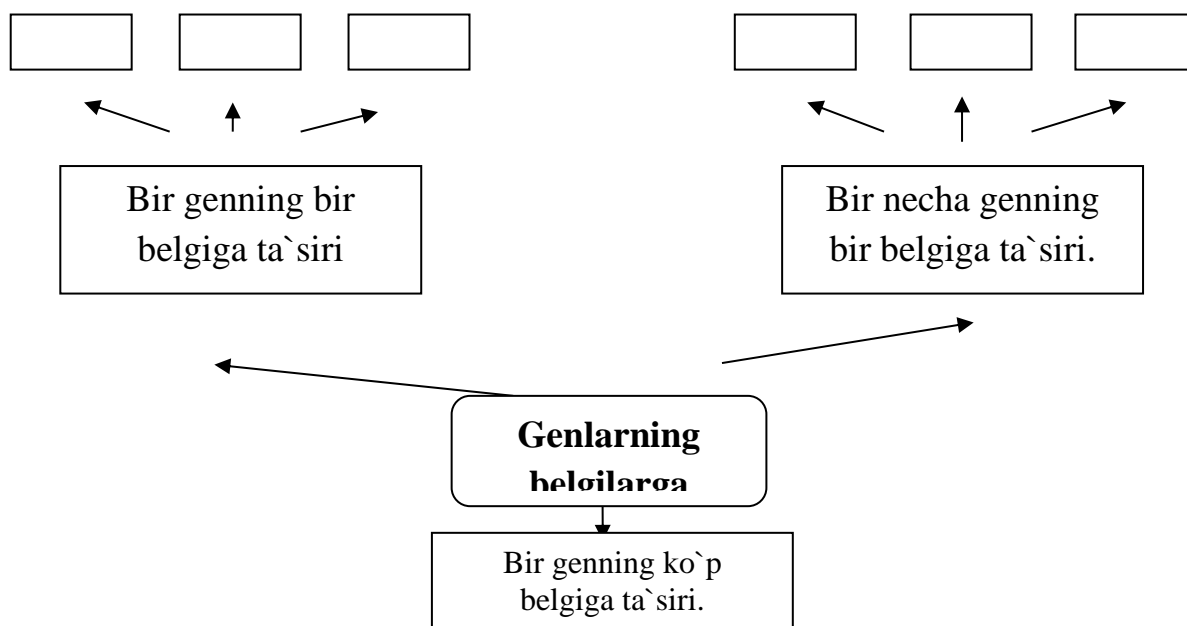 Bir genning bir
belgiga ta`siri
Bir necha genning
bir belgiga ta`siri.
Genlarning
belgilarga
Bir genning ko`p
belgiga ta`siri.